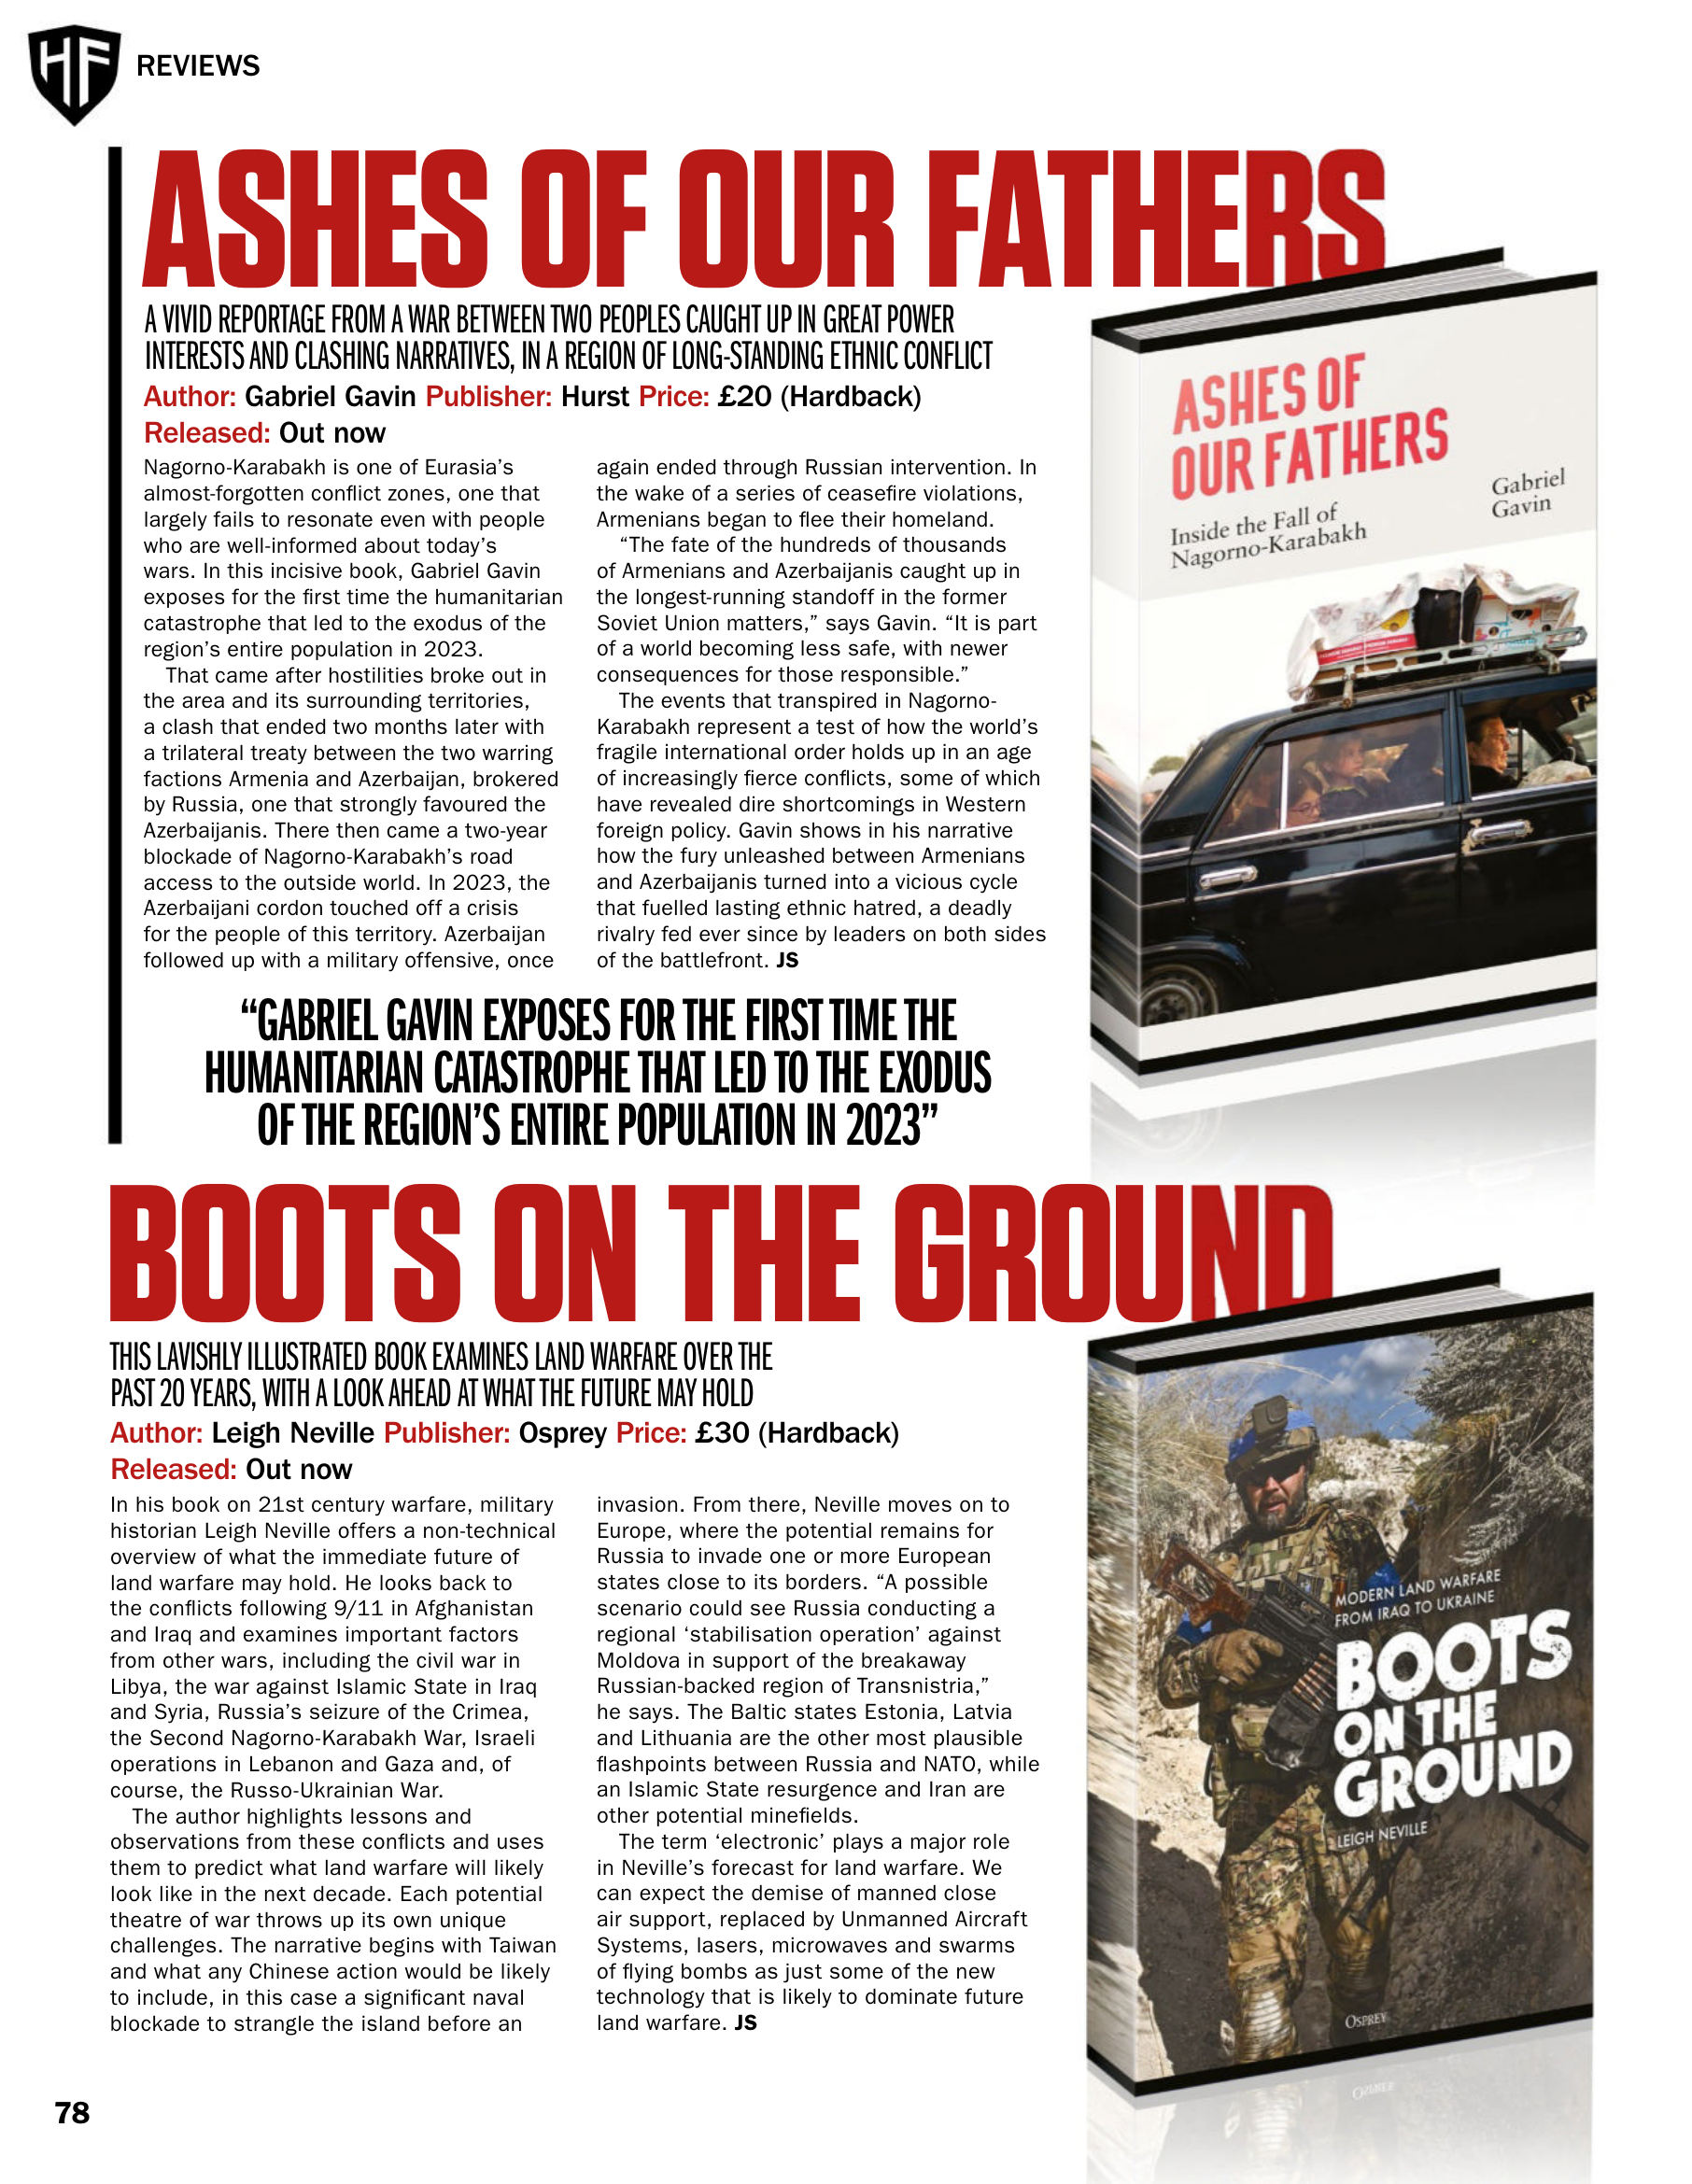 HF
REVIEWS
ASHES OF OUR FATHERS
A VIVID REPORTAGE FROM A WAR BETWEEN TWO PEOPLES CAUGHT UP IN GREAT POWER
INTERESTS AND CLASHING NARRATIVES, IN A REGION OF LONG-STANDING ETHNIC CONFLICT
Author: Gabriel Gavin Publisher: Hurst Price: £20 (Hardback)
Released: Out now
Nagorno-Karabakh is one of Eurasia’s
almost-forgotten conflict zones, one that
largely fails to resonate even with people
who are well-informed about today’s
wars. In this incisive book, Gabriel Gavin
exposes for the first time the humanitarian
catastrophe that led to the exodus of the
region’s entire population in 2023.
That came after hostilities broke out in
the area and its surrounding territories,
a clash that ended two months later with
a trilateral treaty between the two warring
factions Armenia and Azerbaijan, brokered
by Russia, one that strongly favoured the
Azerbaijanis. There then came a two-year
blockade of Nagorno-Karabakh’s road
access to the outside world. In 2023, the
Azerbaijani cordon touched off a crisis
for the people of this territory. Azerbaijan
followed up with a military offensive, once
again ended through Russian intervention. In
the wake of a series of ceasefire violations,
Armenians began to flee their homeland.
“The fate of the hundreds of thousands
of Armenians and Azerbaijanis caught up in
the longest-running standoff in the former
Soviet Union matters,” says Gavin. “It is part
of a world becoming less safe, with newer
consequences for those responsible.”
The events that transpired in Nagorno-
Karabakh represent a test of how the world’s
fragile international order holds up in an age
of increasingly fierce conflicts, some of which
have revealed dire shortcomings in Western
foreign policy. Gavin shows in his narrative
how the fury unleashed between Armenians
and Azerbaijanis turned into a vicious cycle
that fuelled lasting ethnic hatred, a deadly
rivalry fed ever since by leaders on both sides
of the battlefront. JS
“GABRIEL GAVIN EXPOSES FOR THE FIRST TIME THE
HUMANITARIAN CATASTROPHE THAT LED TO THE EXODUS
OF THE REGION’S ENTIRE POPULATION IN 2023”
ASHES OF
OUR FATHERS
Inside the Fall of
Nagorno-Karabakh
Gabriel
Gavin
BOOTS ON THE GROUND
THIS LAVISHLY ILLUSTRATED BOOK EXAMINES LAND WARFARE OVER THE
PAST 20 YEARS, WITH A LOOK AHEAD AT WHAT THE FUTURE MAY HOLD
Author: Leigh Neville Publisher: Osprey Price: £30 (Hardback)
Released: Out now
In his book on 21st century warfare, military
historian Leigh Neville offers a non-technical
overview of what the immediate future of
land warfare may hold. He looks back to
the conflicts following 9/11 in Afghanistan
and Iraq and examines important factors
from other wars, including the civil war in
Libya, the war against Islamic State in Iraq
and Syria, Russia’s seizure of the Crimea,
the Second Nagorno-Karabakh War, Israeli
operations in Lebanon and Gaza and, of
course, the Russo-Ukrainian War.
The author highlights lessons and
observations from these conflicts and uses
them to predict what land warfare will likely
look like in the next decade. Each potential
theatre of war throws up its own unique
challenges. The narrative begins with Taiwan
and what any Chinese action would be likely
to include, in this case a significant naval
blockade to strangle the island before an
invasion. From there, Neville moves on to
Europe, where the potential remains for
Russia to invade one or more European
states close to its borders. “A possible
scenario could see Russia conducting a
regional ‘stabilisation operation’ against
Moldova in support of the breakaway
Russian-backed region of Transnistria,”
he says. The Baltic states Estonia, Latvia
and Lithuania are the other most plausible
flashpoints between Russia and NATO, while
an Islamic State resurgence and Iran are
other potential minefields.
The term ‘electronic’ plays a major role
in Neville’s forecast for land warfare. We
can expect the demise of manned close
air support, replaced by Unmanned Aircraft
Systems, lasers, microwaves and swarms
of flying bombs as just some of the new
technology that is likely to dominate future
land warfare. JS
MODERN LAND WARFARE
FROM IRAQ TO UKRAINE
BOOTS
ON THE
GROUND
LEIGH NEVILLE
OSPREY
78